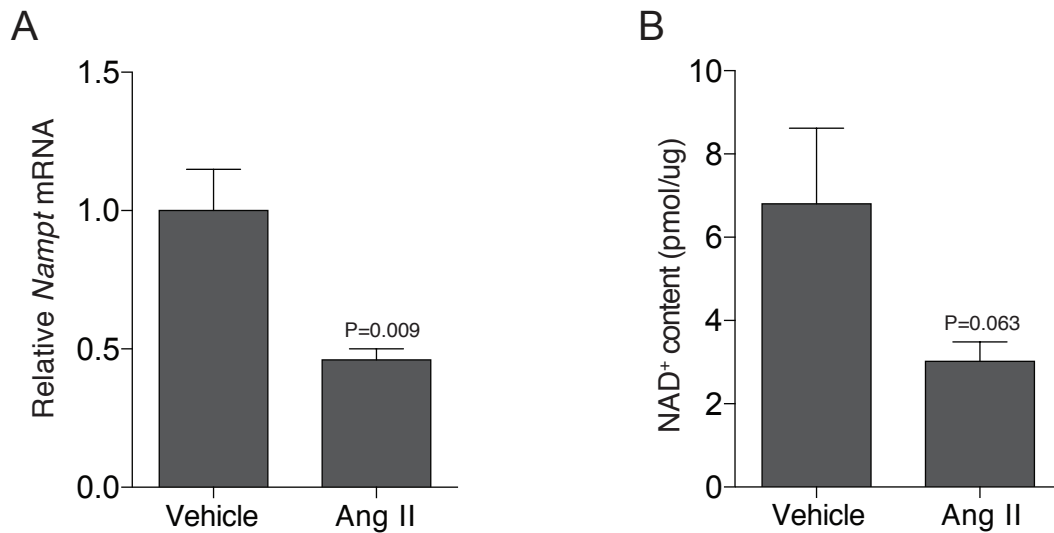 A
Relative Nampt mRNA
1.5
1.0
0.5
0.0
P=0.009
Vehicle
Ang II
B
NAD⁺ content (pmol/ug)
10
8
6
4
2
0
P=0.063
Vehicle
Ang II